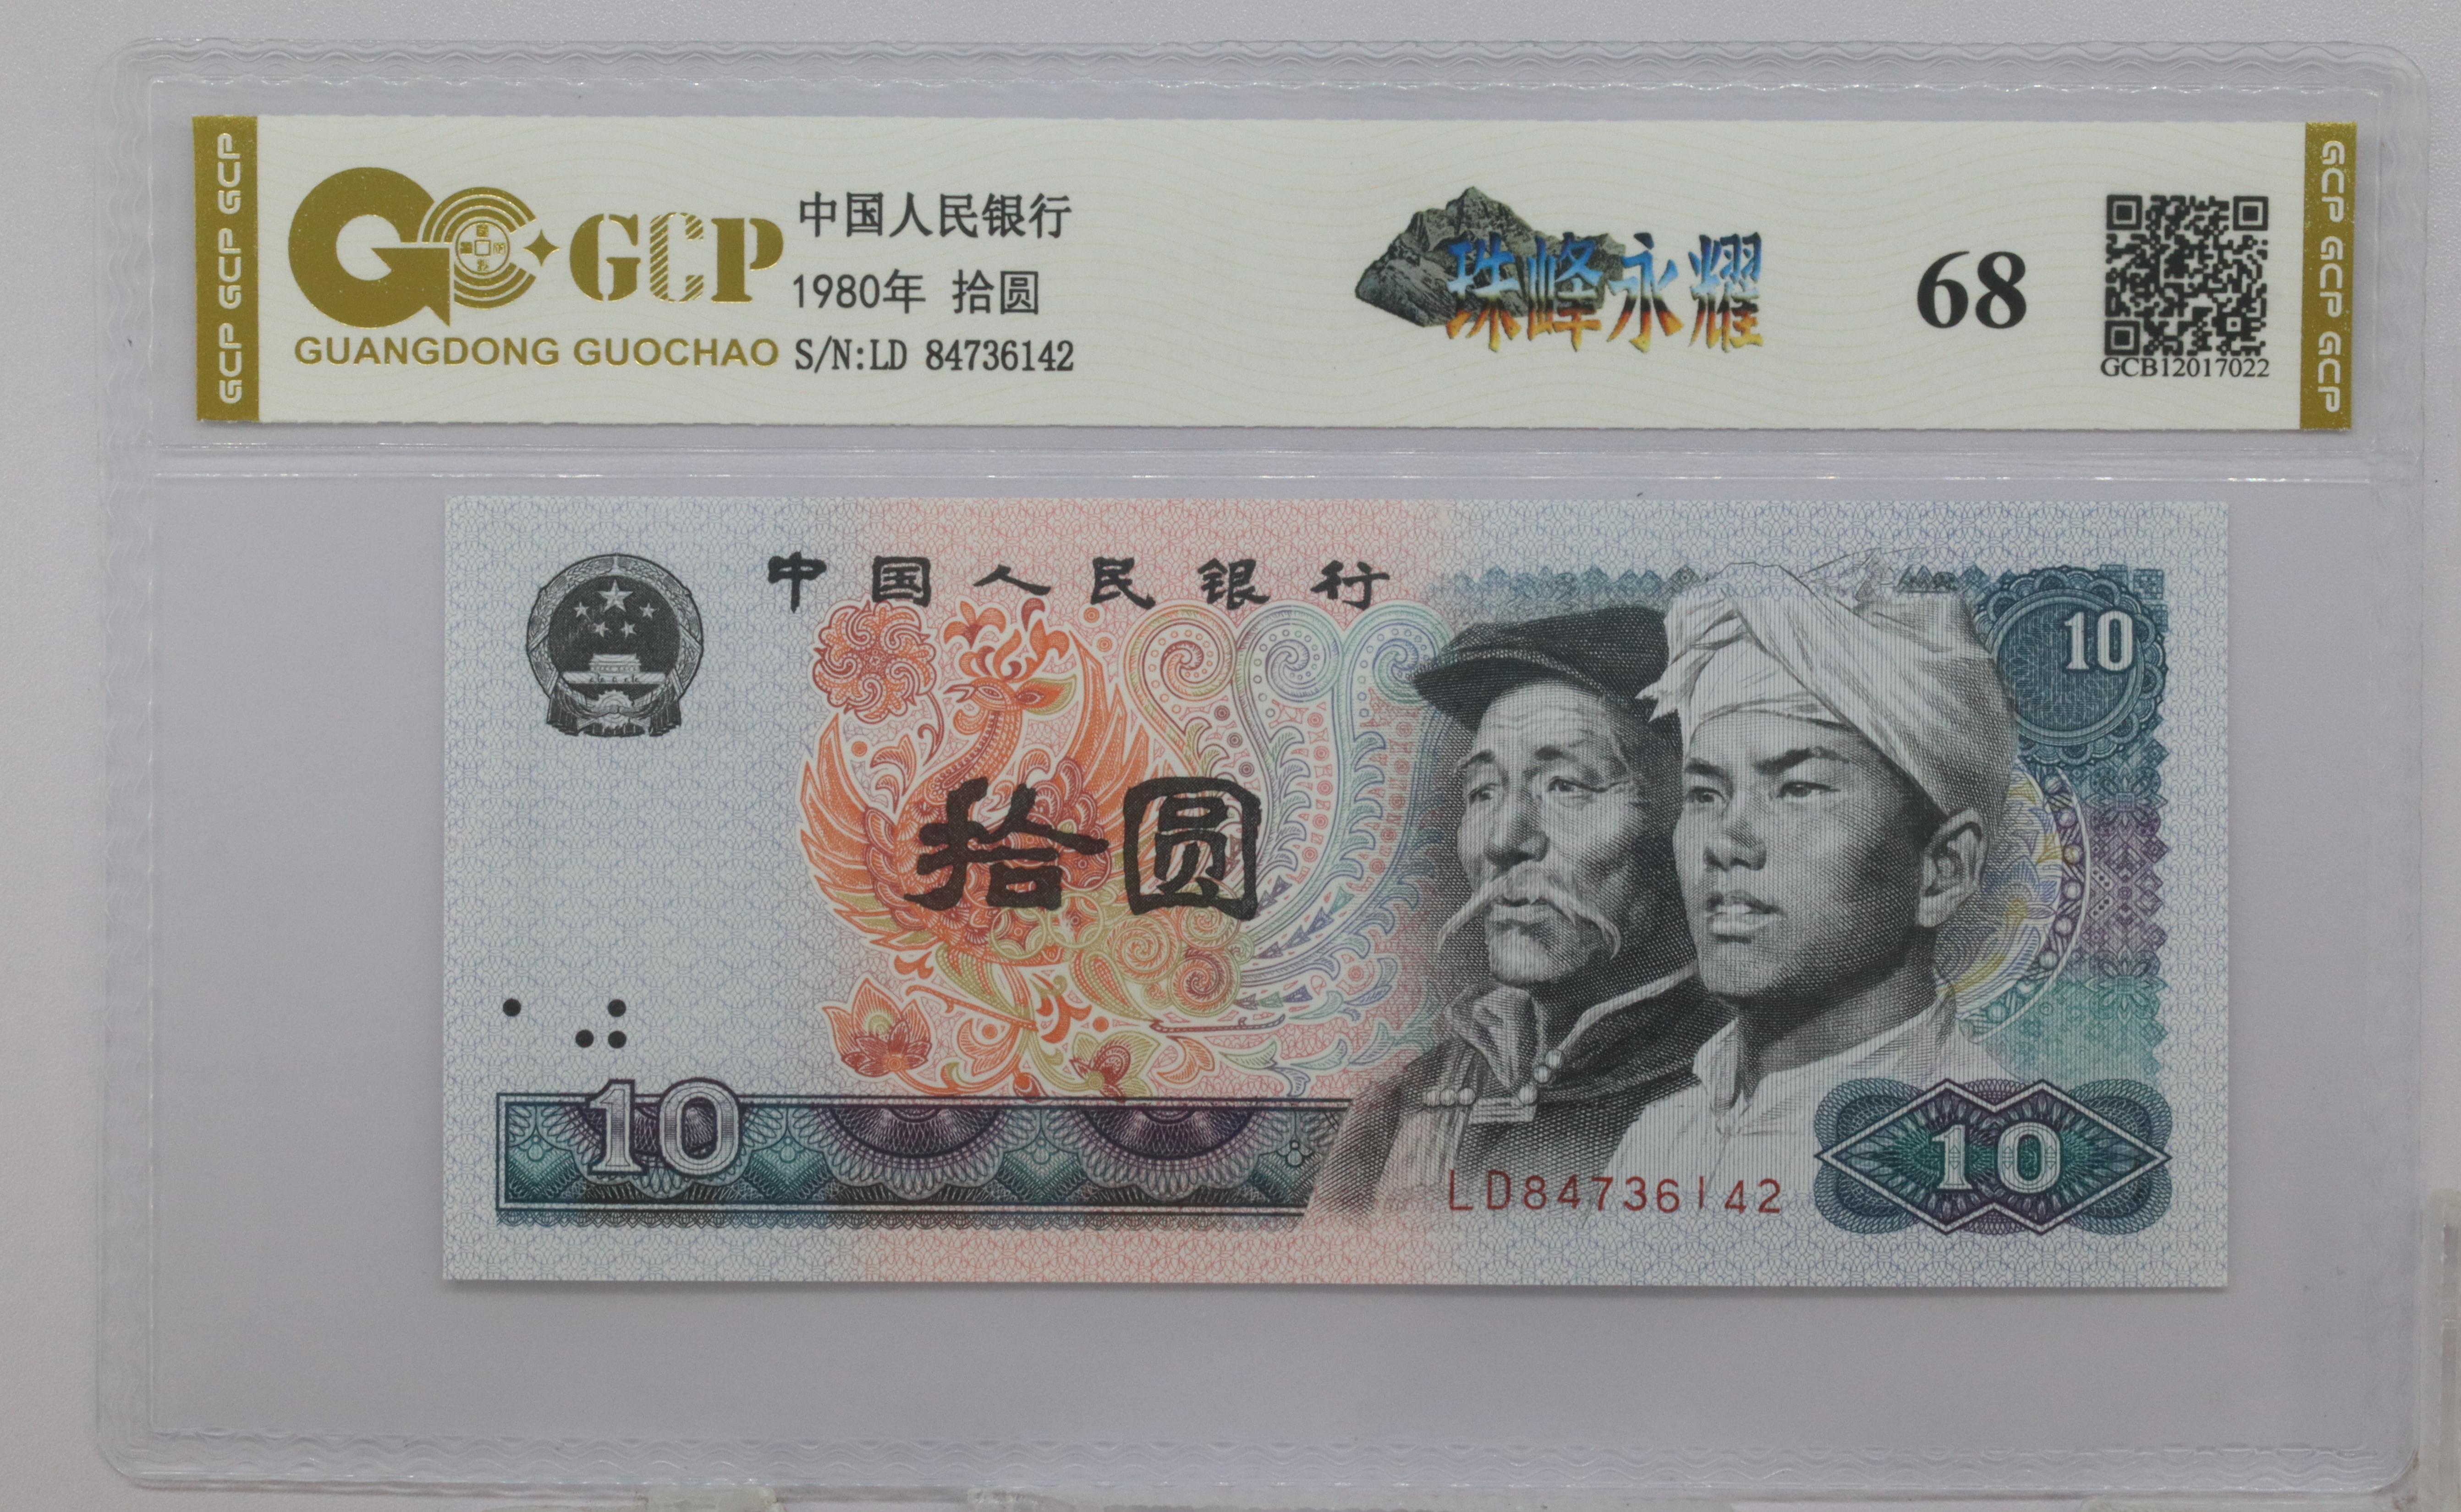 GCP GCP GCP
GCP
GUANGDONG GUOCHAO
中国人民银行
1980年 拾圆
S/N:LD 84736142
珠峰永耀
68
GCB12017022
GCP GCP GCP
中国人民银行
10
拾圆
10
LD84736142
10